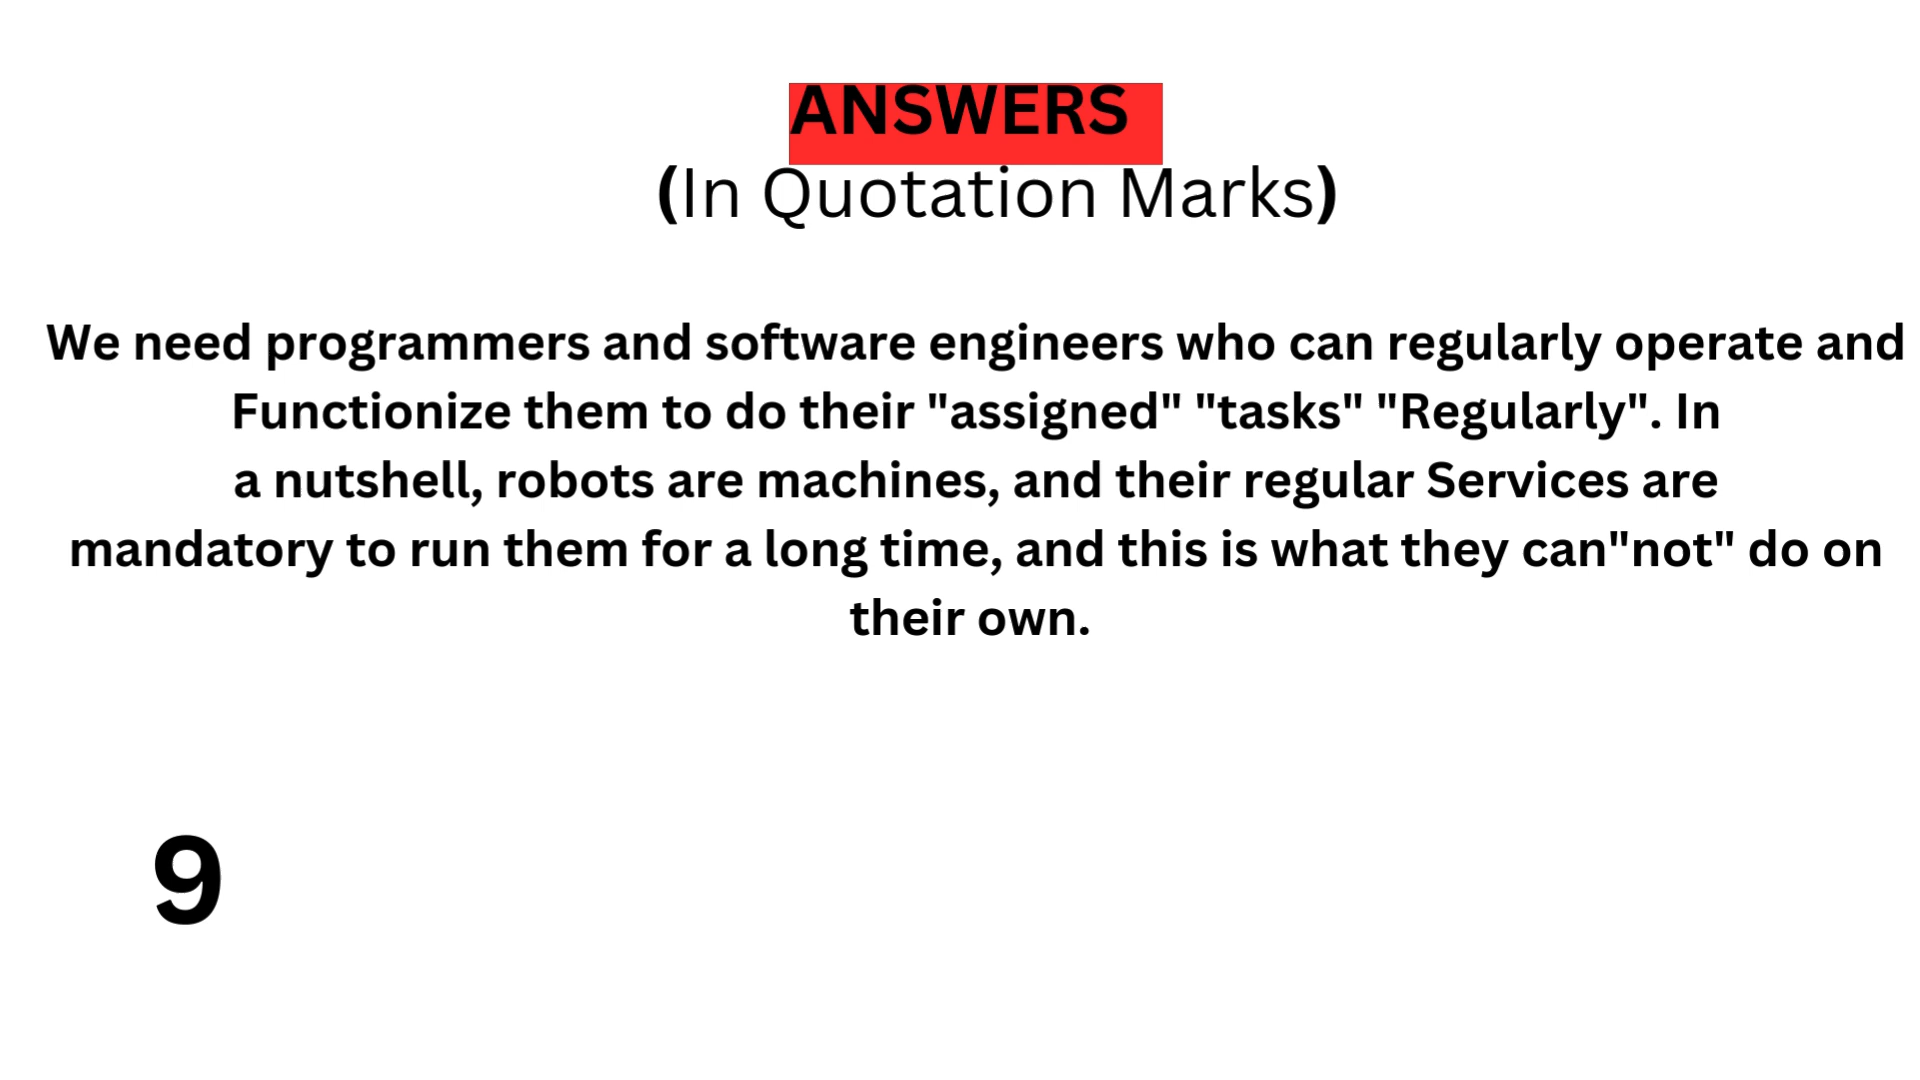 ANSWERS
(In Quotation Marks)
We need programmers and software engineers who can regularly operate and
Functionize them to do their "assigned" "tasks" "Regularly". In
a nutshell, robots are machines, and their regular Services are
mandatory to run them for a long time, and this is what they can"not" do on
their own.
9